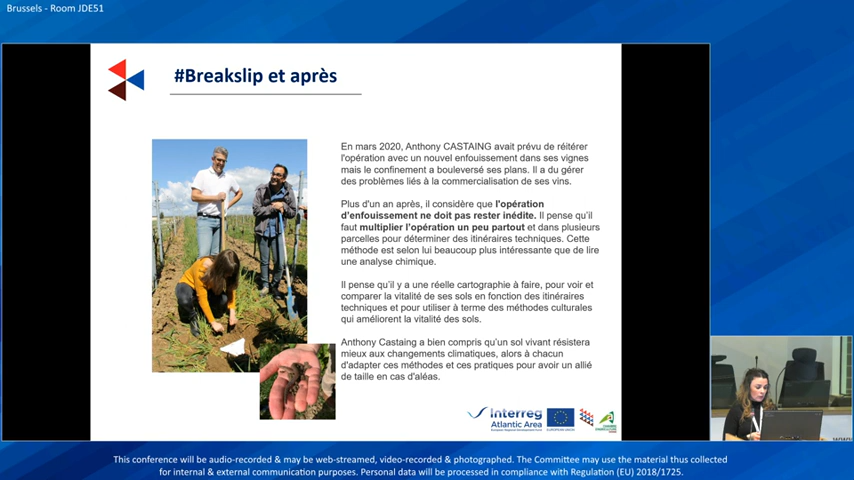 Brussels - Room JDE51
#Breakslip et après
En mars 2020, Anthony CASTAING avait prévu de réitérer
l'opération avec un nouvel enfouissement dans ses vignes
mais le confinement a bouleversé ses plans. Il a du gérer
des problèmes liés à la commercialisation de ses vins.
Plus d'un an après, il considère que l'opération
d'enfouissement ne doit pas rester inédite. Il pense qu'il
faut multiplier l'opération un peu partout et dans plusieurs
parcelles pour déterminer des itinéraires techniques. Cette
méthode est selon lui beaucoup plus intéressante que de lire
une analyse chimique.
Il pense qu'il y a une réelle cartographie à faire, pour voir et
comparer la vitalité de ses sols en fonction des itinéraires
techniques et pour utiliser à terme des méthodes culturales
qui améliorent la vitalité des sols.
Anthony Castaing a bien compris qu'un sol vivant résistera
mieux aux changements climatiques, alors à chacun
d'adapter ces méthodes et ces pratiques pour avoir un allié
de taille en cas d'aléas.
Interreg
Atlantic Area
This conference will be audio-recorded & may be web-streamed, video-recorded & photographed. The Committee may use the material thus collected
for internal & external communication purposes. Personal data will be processed in compliance with Regulation (EU) 2018/1725.